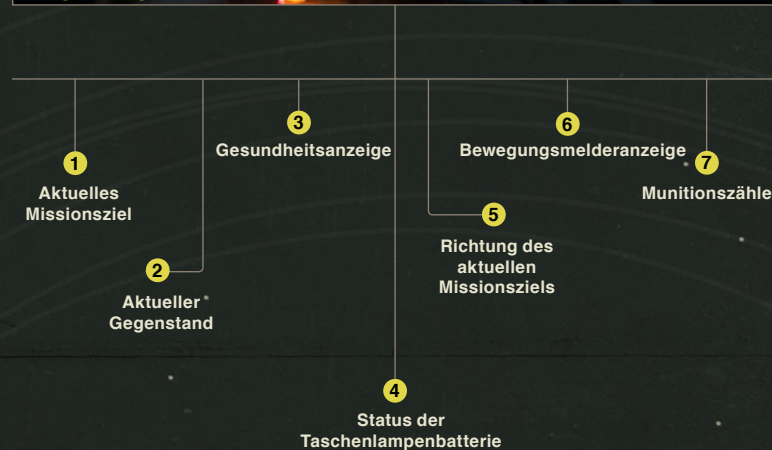 1
Aktuelles
Missionsziel
2
Aktueller
Gegenstand
3
Gesundheitsanzeige
4
Status der
Taschenlampenbatterie
5
Richtung des
aktuellen
Missionsziels
6
Bewegungsmelderanzeige
7
Munitionszähle